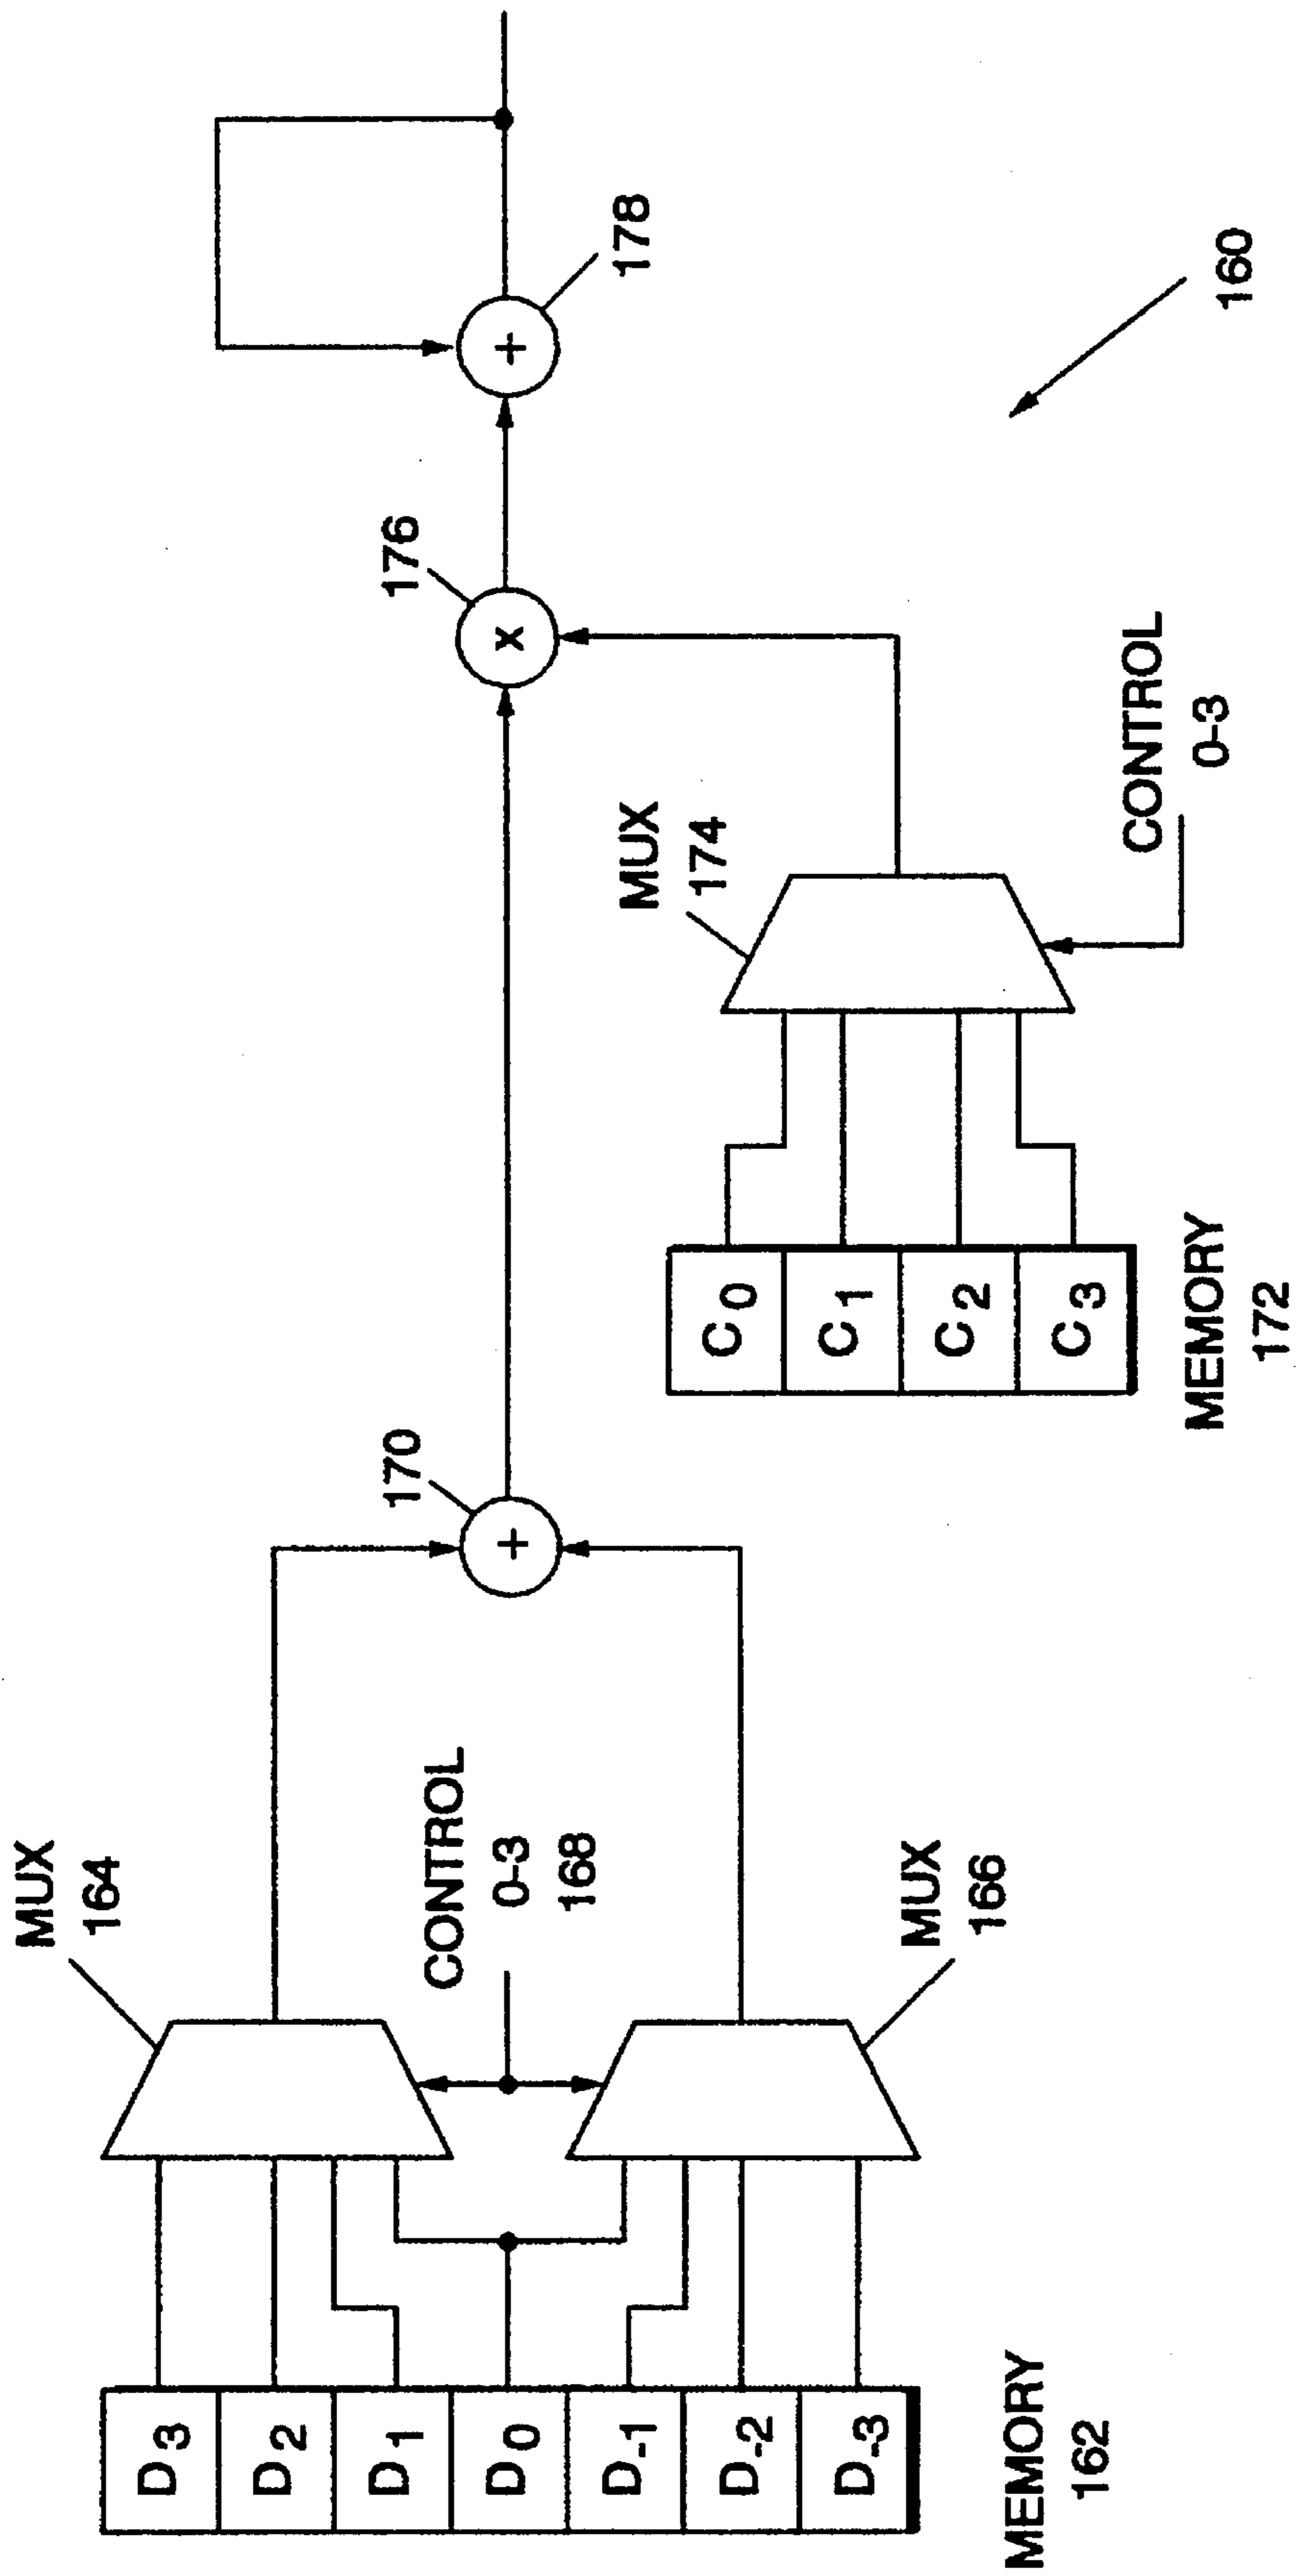 MUX
164
D3
D2
D1
D0
D-1
D-2
D-3
MEMORY
162
CONTROL
0-3
168
MUX
166
170
+
C0
C1
C2
C3
MEMORY
172
MUX
174
CONTROL
0-3
176
x
178
+
160